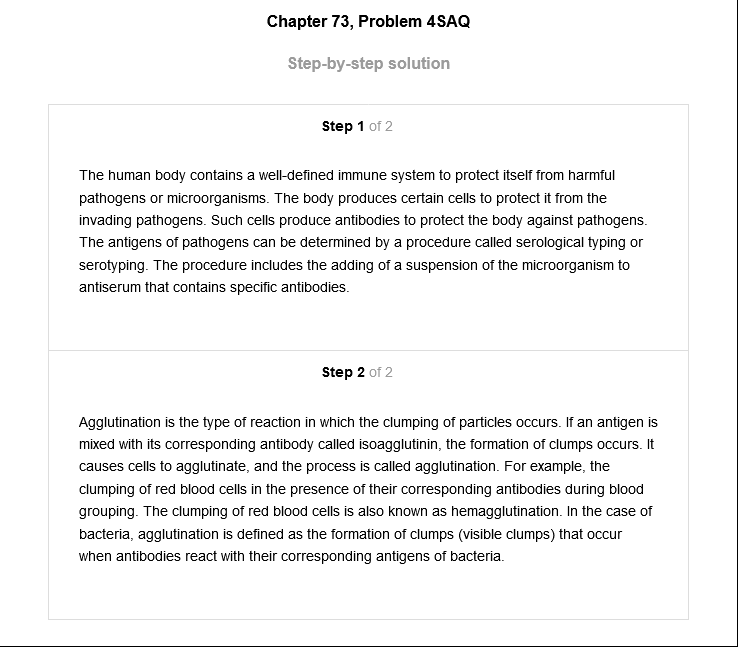 Chapter 73, Problem 4SAQ
Step-by-step solution
Step 1 of 2
The human body contains a well-defined immune system to protect itself from harmful
pathogens or microorganisms. The body produces certain cells to protect it from the
invading pathogens. Such cells produce antibodies to protect the body against pathogens.
The antigens of pathogens can be determined by a procedure called serological typing or
serotyping. The procedure includes the adding of a suspension of the microorganism to
antiserum that contains specific antibodies.
Step 2 of 2
Agglutination is the type of reaction in which the clumping of particles occurs. If an antigen is
mixed with its corresponding antibody called isoagglutinin, the formation of clumps occurs. It
causes cells to agglutinate, and the process is called agglutination. For example, the
clumping of red blood cells in the presence of their corresponding antibodies during blood
grouping. The clumping of red blood cells is also known as hemagglutination. In the case of
bacteria, agglutination is defined as the formation of clumps (visible clumps) that occur
when antibodies react with their corresponding antigens of bacteria.